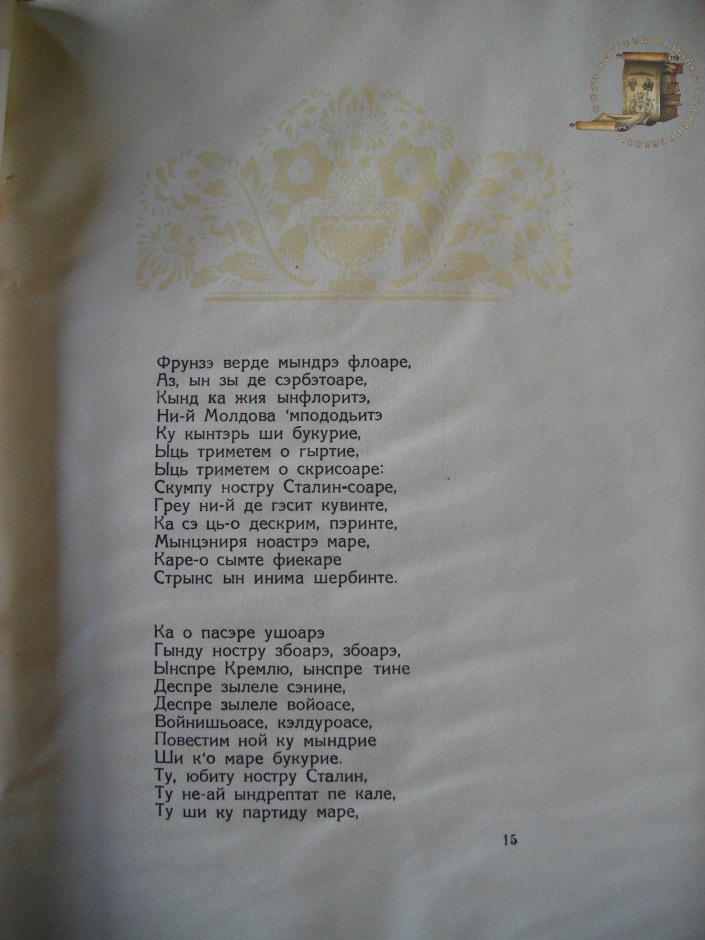 Фрунзэ верде мындрэ флоаре,
Аз, ын зы де сэрбэтоаре,
Кынд ка жия ынфлоритэ,
Ни-й Молдова ‘мпододьитэ
Ку кынтэрь ши букурие,
Ыць триметем о гыртие,
Ыць триметем о скрисоаре:
Скумпу ностру Сталин-соаре,
Греу ни-й де гэсит кувинте,
Ка сэ ць-о дескрим, пэринте,
Мынцэниря ноастрэ маре,
Каре-о сымте фиекаре
Стрынс ын инима шербинте.
Ка о пасэре ушоарэ
Гынду ностру збоарэ, збоарэ,
Ынспре Кремлю, ынспре тине
Деспре зылеле сэнине,
Деспре зылеле войоасе,
Войнишьоасе, кэлдуроасе,
Повестим ной ку мындрие
Ши к‘о маре букурие.
Ту, юбиту ностру Сталин,
Ту не-ай ындрептат пе кале,
Ту ши ку партиду маре,
15